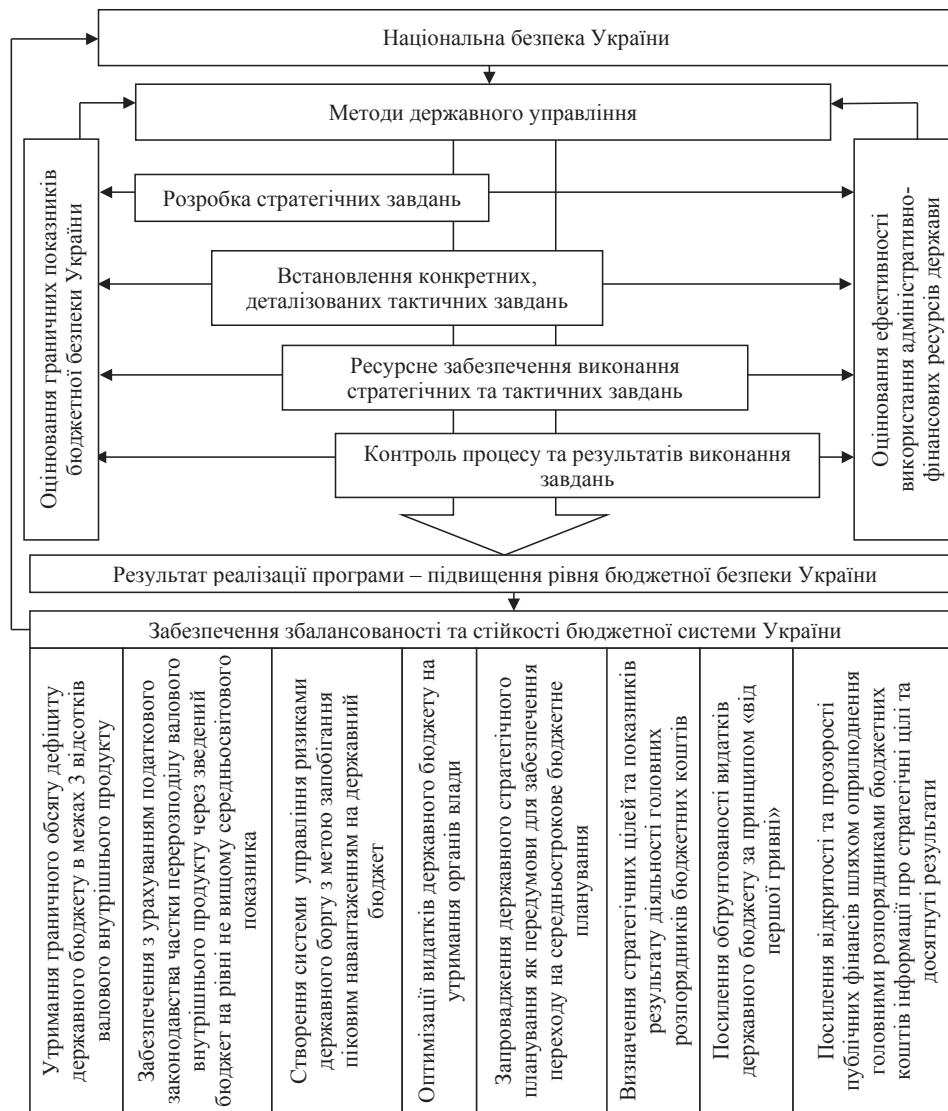 Національна безпека України
Методи державного управління
Оцінювання граничних показників
бюджетної безпеки України
Розробка стратегічних завдань
Встановлення конкретних,
деталізованих тактичних завдань
Ресурсне забезпечення виконання
стратегічних та тактичних завдань
Контроль процесу та результатів виконання
завдань
Оцінювання ефективності
використання адміністративно-
фінансових ресурсів держави
Результат реалізації програми – підвищення рівня бюджетної безпеки України
Забезпечення збалансованості та стійкості бюджетної системи України
Утримання граничного обсягу дефіциту
державного бюджету в межах 3 відсотків
валового внутрішнього продукту
Забезпечення з урахуванням податкового
законодавства частки перерозподілу валового
внутрішнього продукту через зведений
бюджет на рівні не вищому середньосвітового
показника
Створення системи управління ризиками
державного боргу з метою запобігання
піковим навантаженням на державний
бюджет
Оптимізації видатків державного бюджету на
утримання органів влади
Запровадження державного стратегічного
планування як передумови для забезпечення
переходу на середньострокове бюджетне
планування
Визначення стратегічних цілей та показників
результату діяльності головних
розпорядників бюджетних коштів
Посилення обґрунтованості видатків
державного бюджету за принципом «від
першої гривні»
Посилення відкритості та прозорості
публічних фінансів шляхом оприлюднення
головними розпорядниками бюджетних
коштів інформації про стратегічні цілі та
досягнуті результати